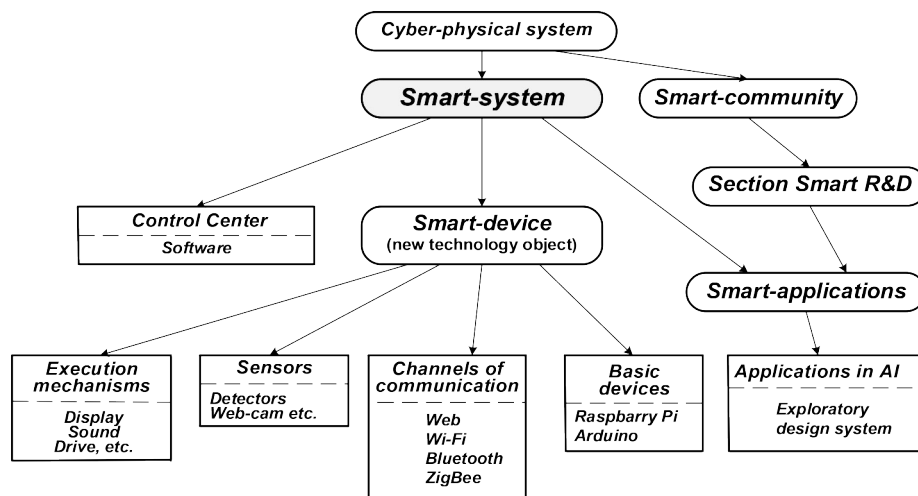 Cyber-physical system
Smart-system
Smart-community
Section Smart R&D
Control Center
Software
Smart-device
(new technology object)
Smart-applications
Execution
mechanisms
Display
Sound
Drive, etc.
Sensors
Detectors
Web-cam etc.
Channels of
communication
Web
Wi-Fi
Bluetooth
ZigBee
Basic
devices
Raspbarry Pi
Arduino
Applications in AI
Exploratory
design system